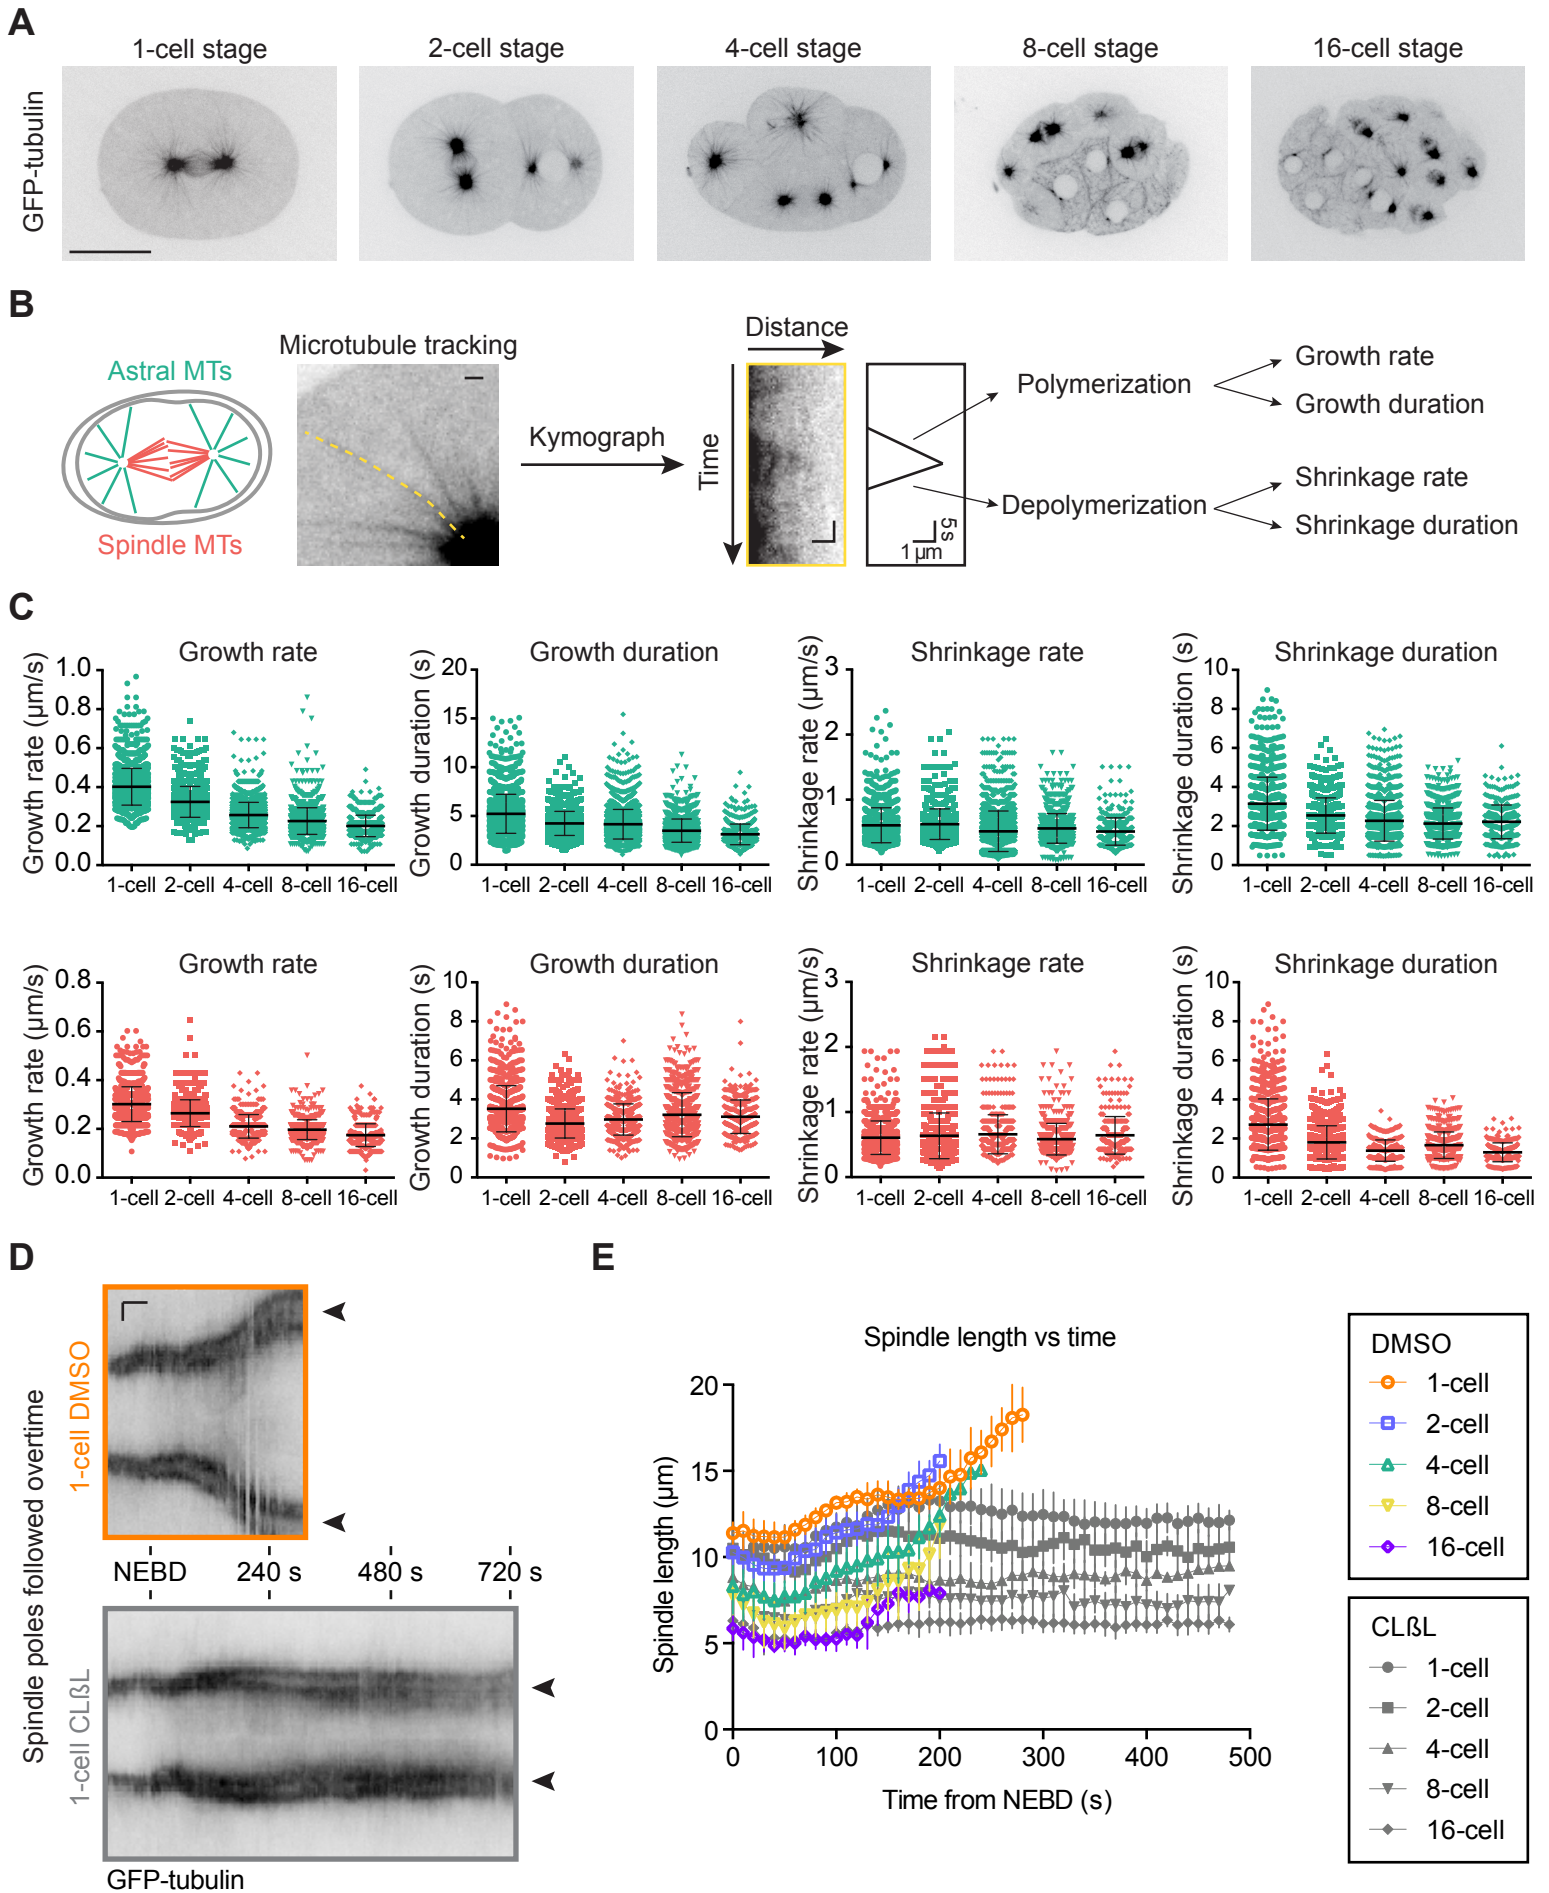 A
1-cell stage
2-cell stage
4-cell stage
8-cell stage
16-cell stage
GFP-tubulin
B
Astral MTs
Spindle MTs
Microtubule tracking
Kymograph
Distance
Time
5s
1 µm
Polymerization
Depolymerization
Growth rate
Growth duration
Shrinkage rate
Shrinkage duration
C
Growth rate
Growth rate (µm/s)
1.0
0.8
0.6
0.4
0.2
0.0
1-cell 2-cell 4-cell 8-cell 16-cell
Growth duration
Growth duration (s)
20
15
10
5
0
1-cell 2-cell 4-cell 8-cell 16-cell
Shrinkage rate
Shrinkage rate (µm/s)
3
2
1
0
1-cell 2-cell 4-cell 8-cell 16-cell
Shrinkage duration
Shrinkage duration (s)
10
8
6
4
2
0
1-cell 2-cell 4-cell 8-cell 16-cell
Growth rate
Growth rate (µm/s)
0.8
0.6
0.4
0.2
0.0
1-cell 2-cell 4-cell 8-cell 16-cell
Growth duration
Growth duration (s)
10
8
6
4
2
0
1-cell 2-cell 4-cell 8-cell 16-cell
Shrinkage rate
Shrinkage rate (µm/s)
3
2
1
0
1-cell 2-cell 4-cell 8-cell 16-cell
Shrinkage duration
Shrinkage duration (s)
10
8
6
4
2
0
1-cell 2-cell 4-cell 8-cell 16-cell
D
Spindle poles followed overtime
1-cell DMSO
NEBD 240 s 480 s 720 s
1-cell CLßL
GFP-tubulin
E
Spindle length vs time
Spindle length (µm)
20
15
10
5
0
0 100 200 300 400 500
Time from NEBD (s)
DMSO
1-cell
2-cell
4-cell
8-cell
16-cell
CLßL
1-cell
2-cell
4-cell
8-cell
16-cell